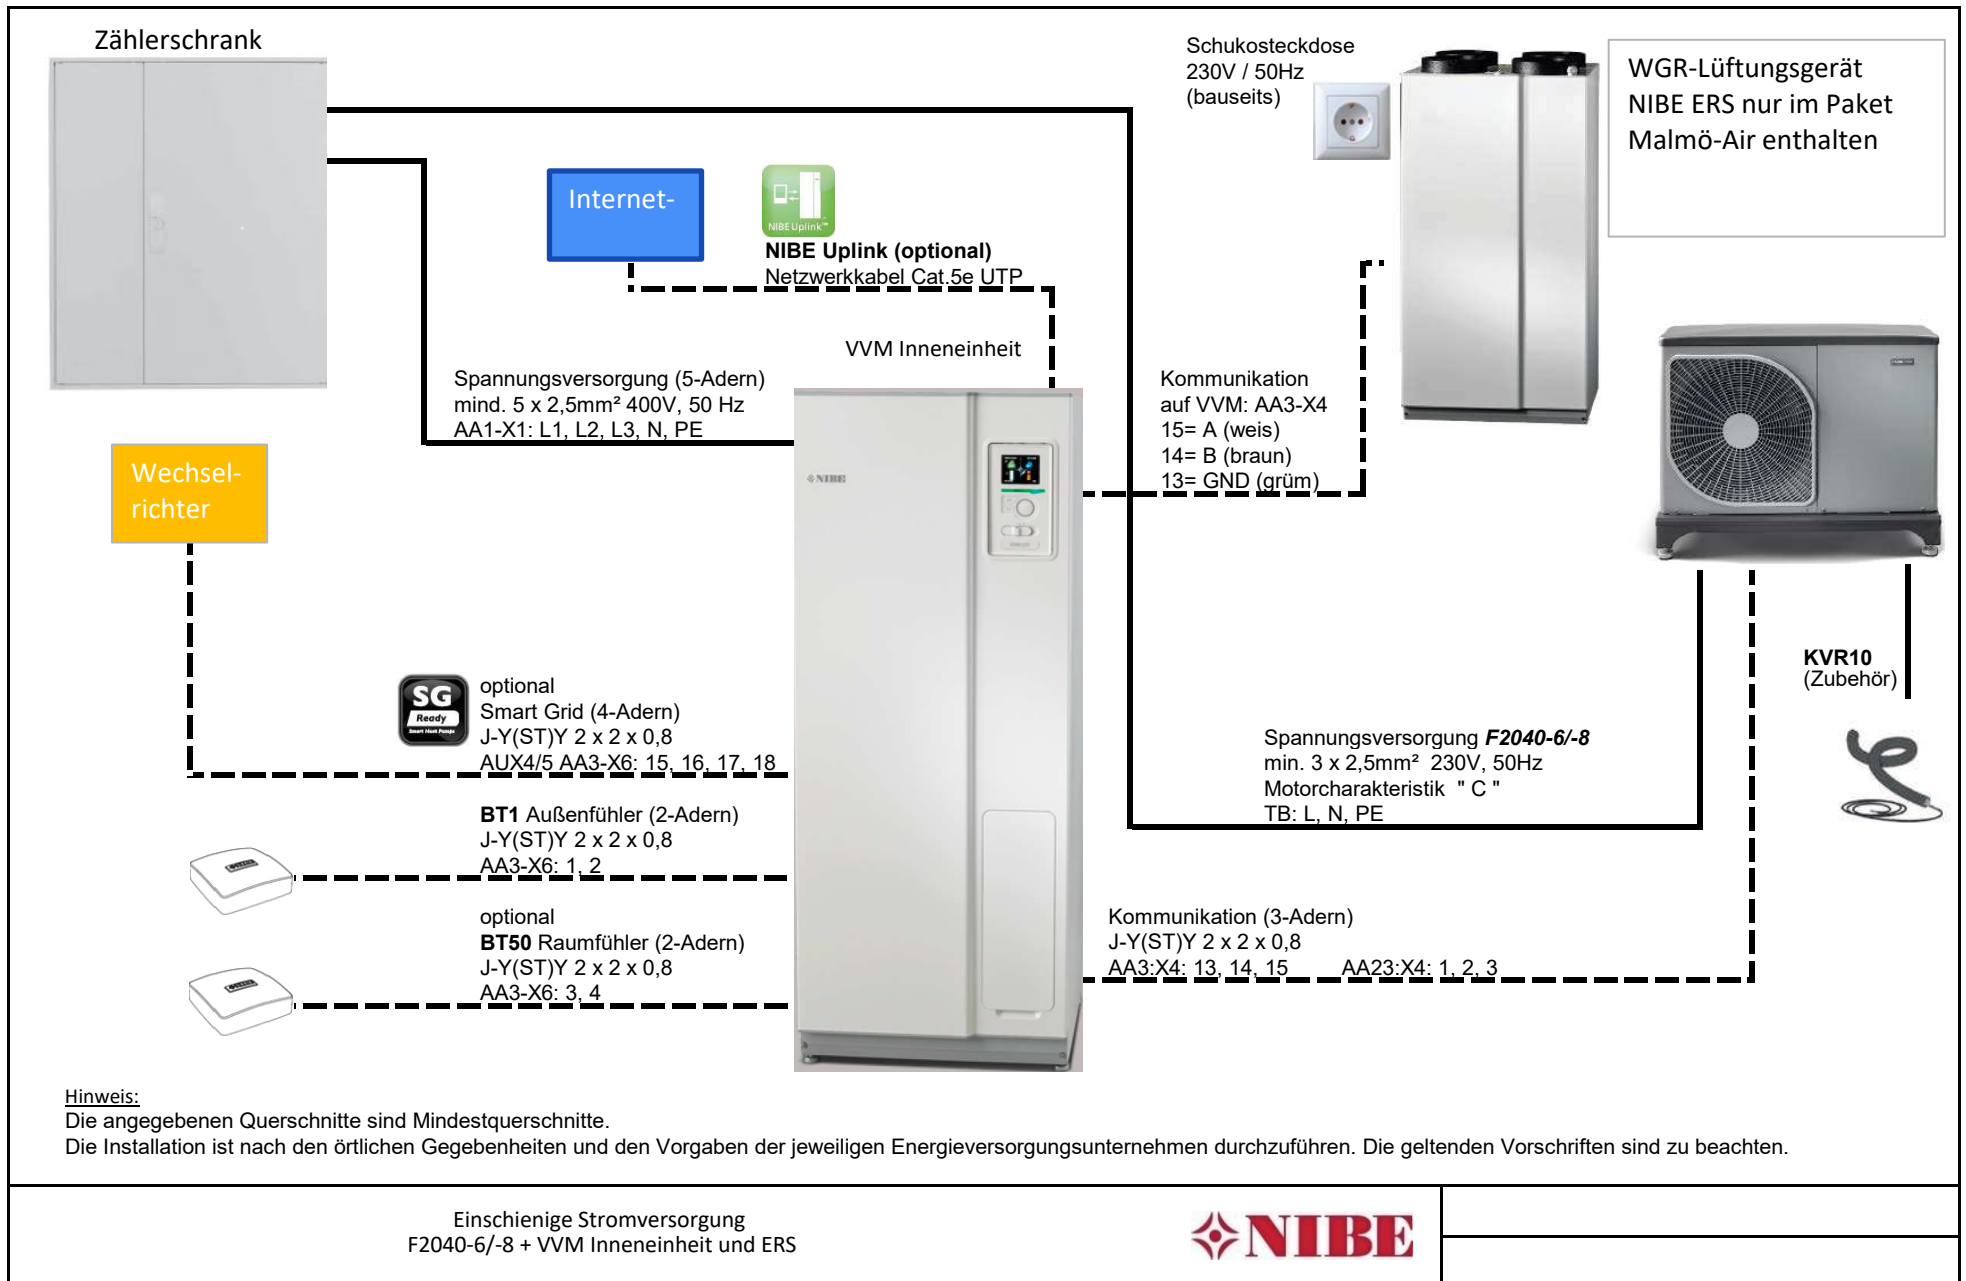 Zählerschrank
Schukosteckdose
230V / 50Hz
(bauseits)
WGR-Lüftungsgerät
NIBE ERS nur im Paket
Malmö-Air enthalten
Internet-
NIBE Uplink™
NIBE Uplink (optional)
Netzwerkkabel Cat.5e UTP
VVM Inneneinheit
Spannungsversorgung (5-Adern)
mind. 5 x 2,5mm² 400V, 50 Hz
AA1-X1: L1, L2, L3, N, PE
Kommunikation
auf VVM: AA3-X4
15= A (weis)
14= B (braun)
13= GND (grüm)
Wechsel-
richter
NIBE
SG
Ready
Smart Heat Pumps
optional
Smart Grid (4-Adern)
J-Y(ST)Y 2 x 2 x 0,8
AUX4/5 AA3-X6: 15, 16, 17, 18
KVR10
(Zubehör)
Spannungsversorgung F2040-6/-8
min. 3 x 2,5mm²  230V, 50Hz
Motorcharakteristik  " C "
TB: L, N, PE
BT1 Außenfühler (2-Adern)
J-Y(ST)Y 2 x 2 x 0,8
AA3-X6: 1, 2
optional
BT50 Raumfühler (2-Adern)
J-Y(ST)Y 2 x 2 x 0,8
AA3-X6: 3, 4
Kommunikation (3-Adern)
J-Y(ST)Y 2 x 2 x 0,8
AA3:X4: 13, 14, 15 AA23:X4: 1, 2, 3
Hinweis:
Die angegebenen Querschnitte sind Mindestquerschnitte.
Die Installation ist nach den örtlichen Gegebenheiten und den Vorgaben der jeweiligen Energieversorgungsunternehmen durchzuführen. Die geltenden Vorschriften sind zu beachten.
Einschienige Stromversorgung
F2040-6/-8 + VVM Inneneinheit und ERS
NIBE